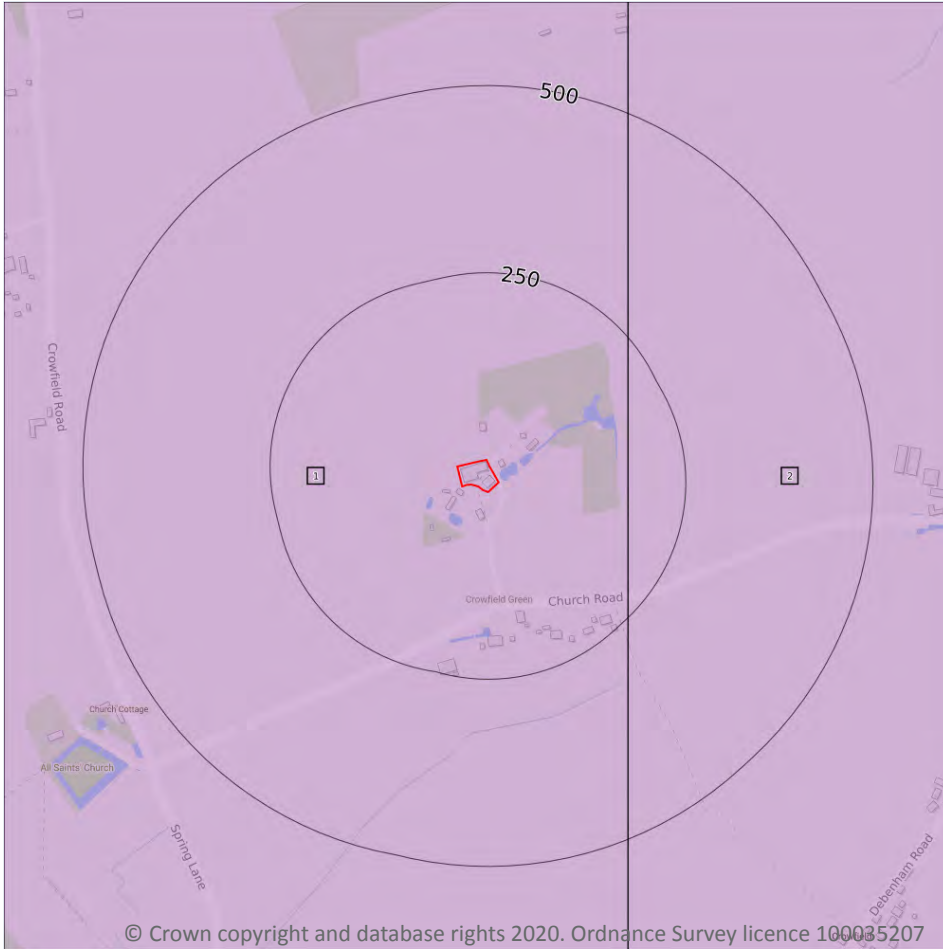 500
250
Crowfield Road
1
2
Crowfield Green
Church Road
Church Cottage
All Saints' Church
Spring Lane
Debenham Road
Crowfield
© Crown copyright and database rights 2020. Ordnance Survey licence 100035207